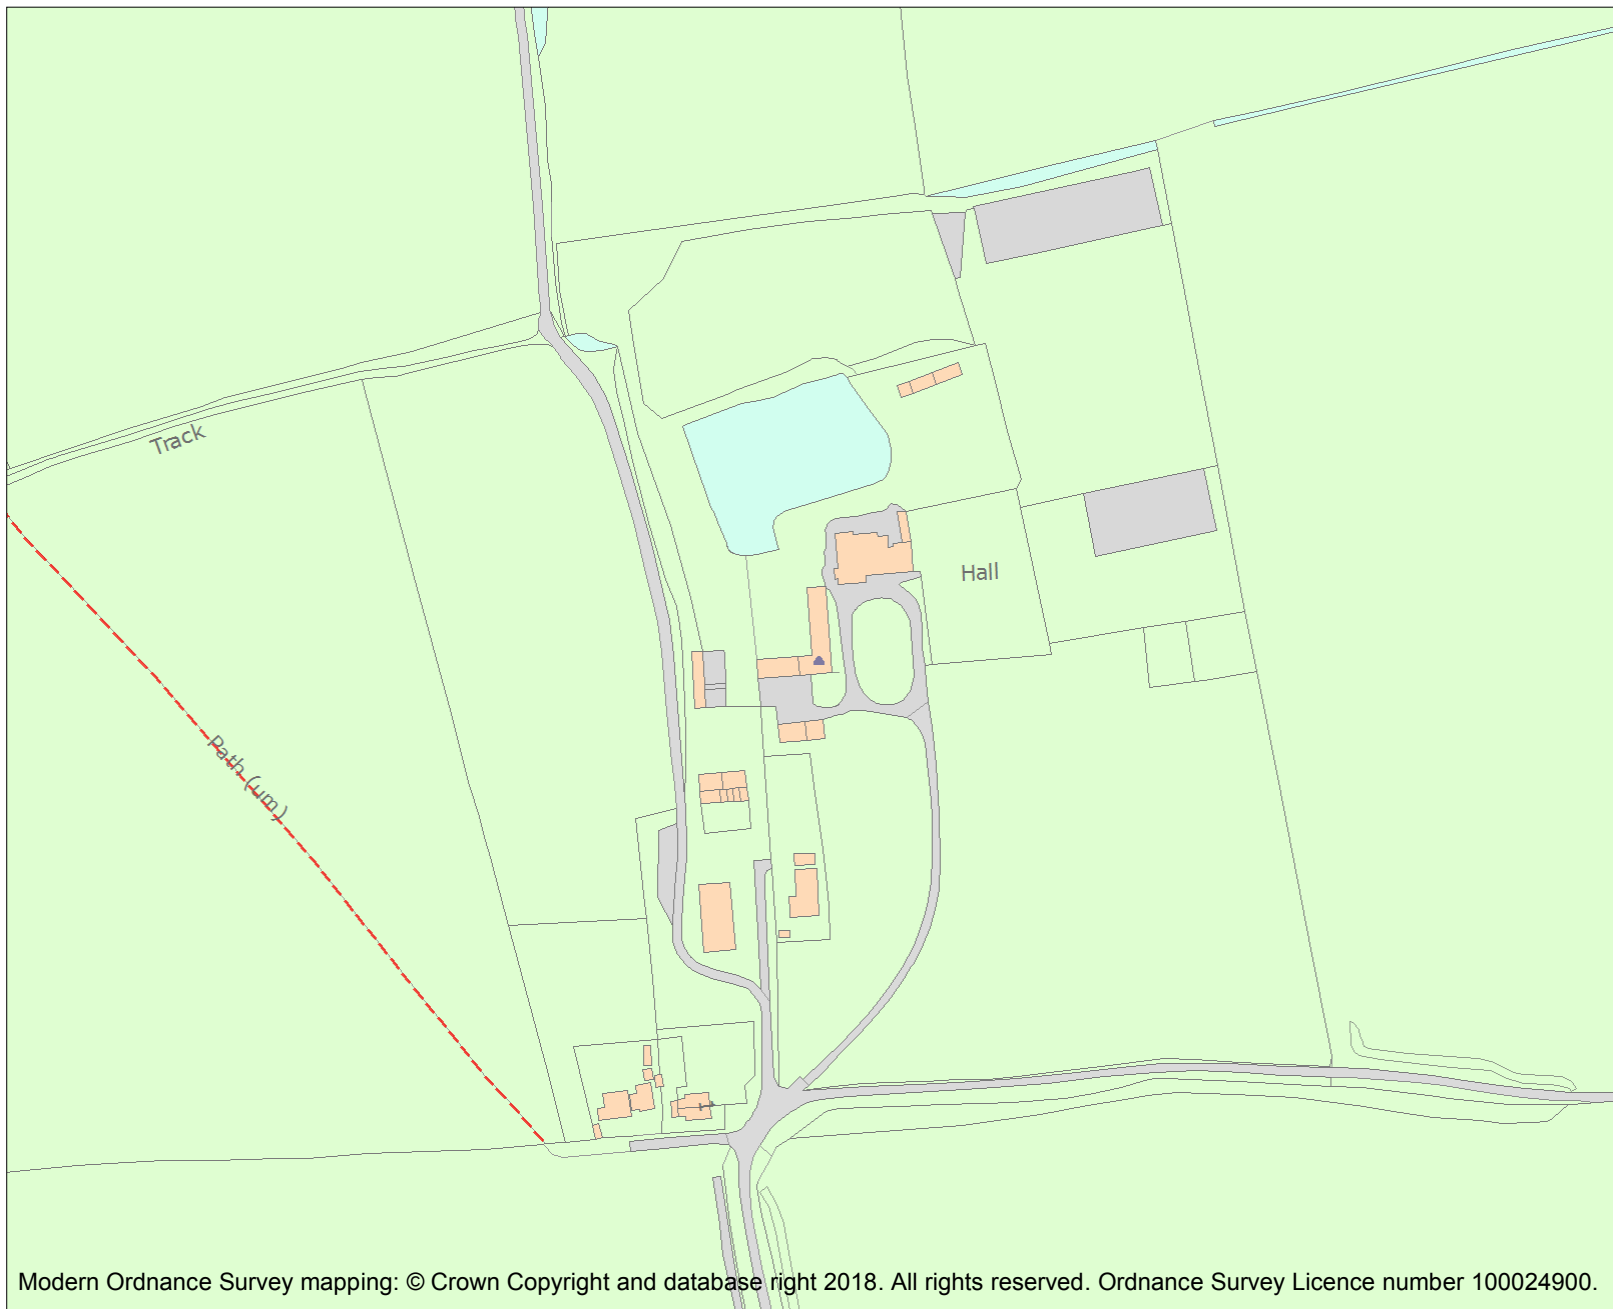 Track
Hall
Path (um)
Modern Ordnance Survey mapping: © Crown Copyright and database right 2018. All rights reserved. Ordnance Survey Licence number 100024900.